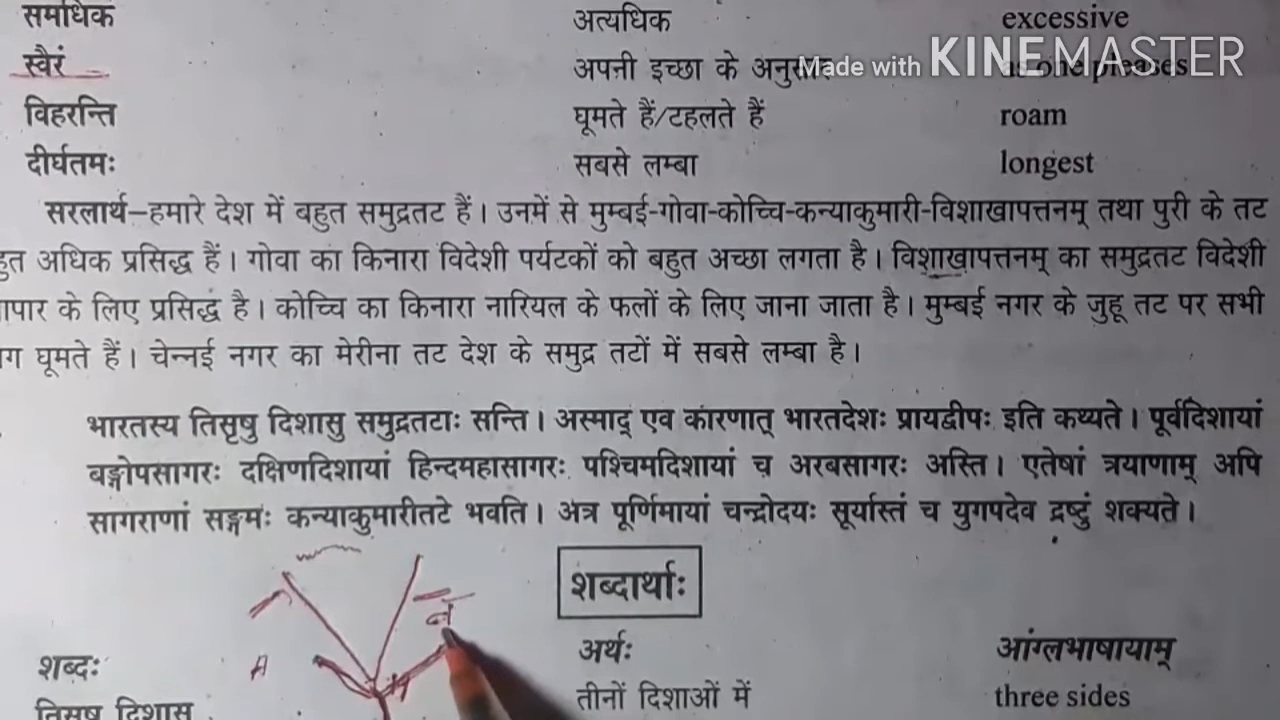 समधिक अत्यधिक excessive
स्वैरं अपनी इच्छा के अनुसार as one pleases
Made with KINEMASTER
विहरन्ति घूमते हैं/टहलते हैं roam
दीर्घतमः सबसे लम्बा longest
सरलार्थ–हमारे देश में बहुत समुद्रतट हैं। उनमें से मुम्बई-गोवा-कोच्चि-कन्याकुमारी-विशाखापत्तनम् तथा पुरी के तट
हुत अधिक प्रसिद्ध हैं। गोवा का किनारा विदेशी पर्यटकों को बहुत अच्छा लगता है। विशाखापत्तनम् का समुद्रतट विदेशी
ापार के लिए प्रसिद्ध है। कोच्चि का किनारा नारियल के फलों के लिए जाना जाता है। मुम्बई नगर के जुहू तट पर सभी
ग घूमते हैं। चेन्नई नगर का मेरीना तट देश के समुद्र तटों में सबसे लम्बा है।
भारतस्य तिसृषु दिशासु समुद्रतटाः सन्ति। अस्माद् एव कारणात् भारतदेशः प्रायद्वीपः इति कथ्यते। पूर्वदिशायां
बङ्गोपसागरः दक्षिणदिशायां हिन्दमहासागरः पश्चिमदिशायां च अरबसागरः अस्ति। एतेषां त्रयाणाम् अपि
सागराणां सङ्गमः कन्याकुमारीतटे भवति। अत्र पूर्णिमायां चन्द्रोदयः सूर्यास्तं च युगपदेव द्रष्टुं शक्यते।
शब्दार्थाः
शब्दः अर्थः आंग्लभाषायाम्
तिसृषु दिशासु तीनों दिशाओं में three sides